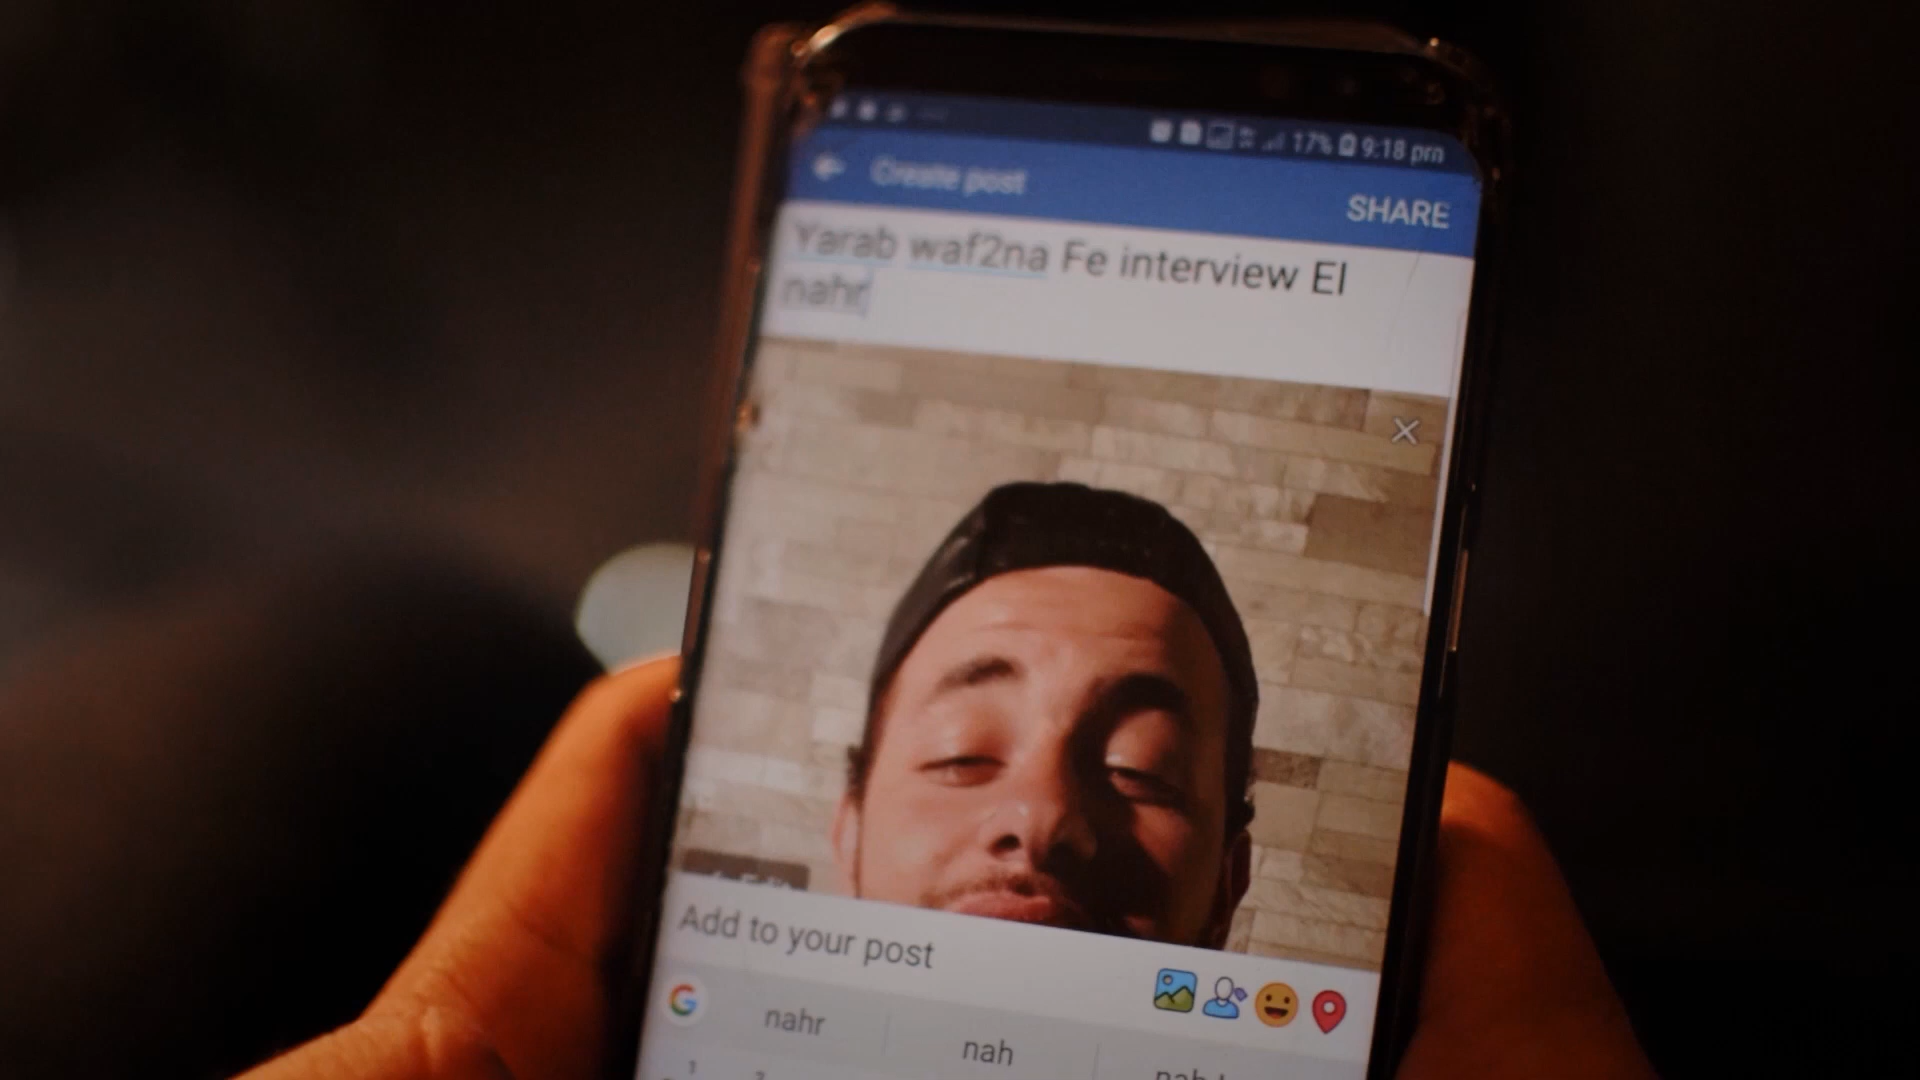 17% 9:18 pm
Create post
SHARE
Yarab waf2na Fe interview El
nahr
Add to your post
nahr
nah